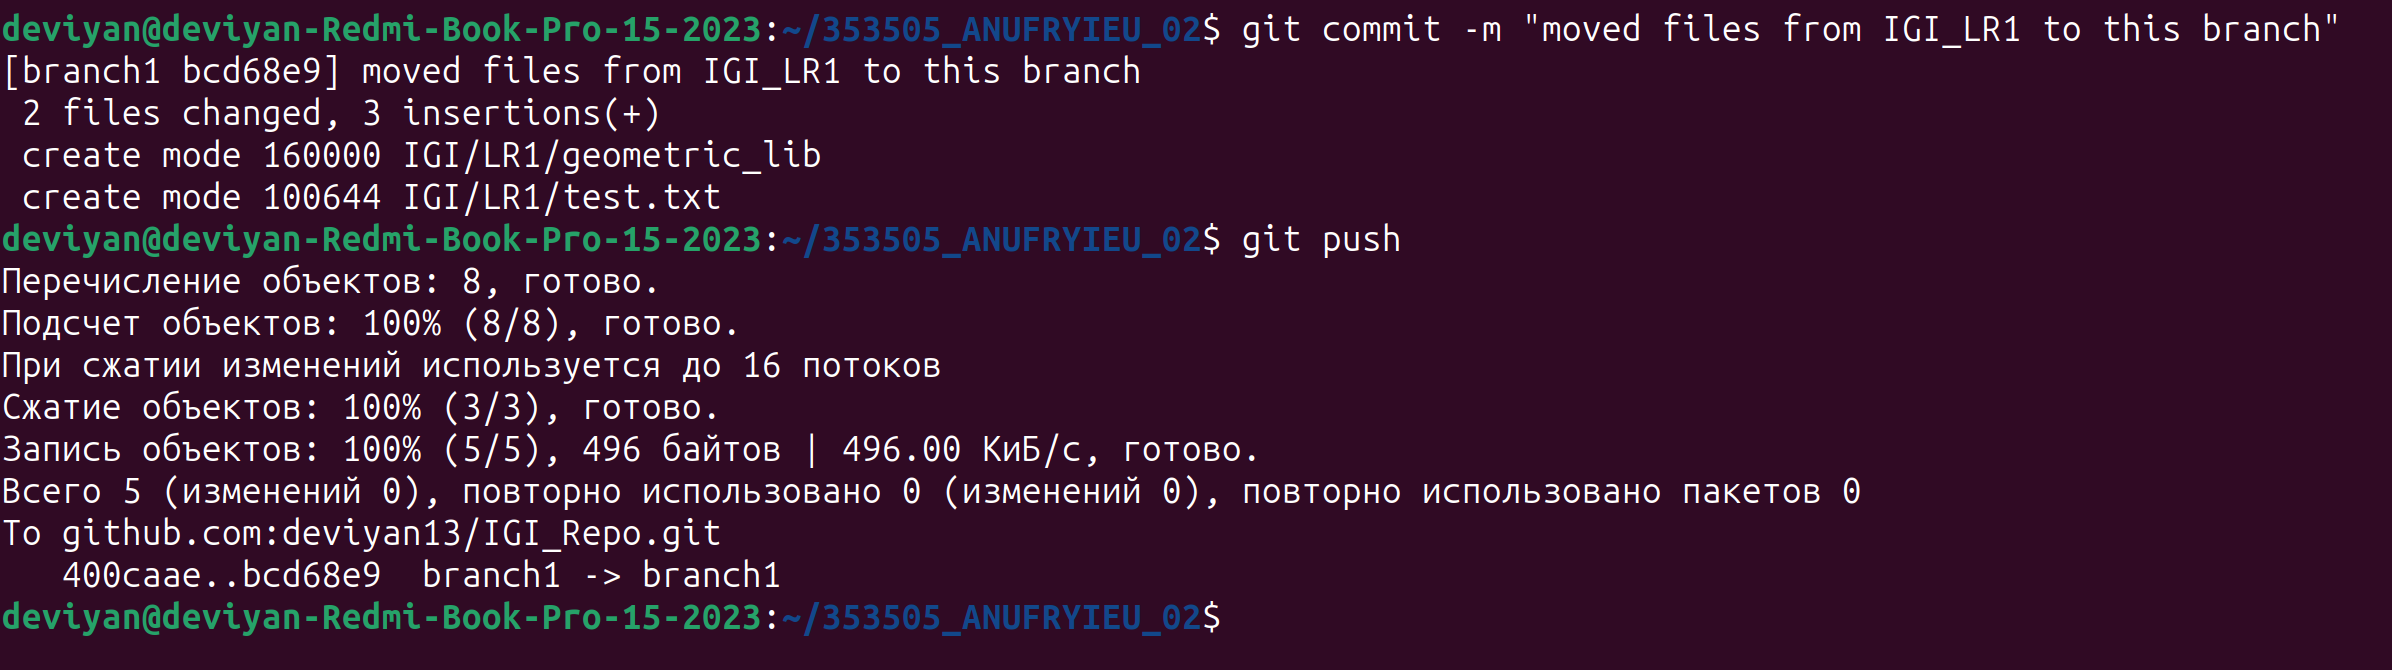 deviyan@deviyan-Redmi-Book-Pro-15-2023:~/353505_ANUFRYIEU_02$ git commit -m "moved files from IGI_LR1 to this branch"
[branch1 bcd68e9] moved files from IGI_LR1 to this branch
 2 files changed, 3 insertions(+)
 create mode 160000 IGI/LR1/geometric_lib
 create mode 100644 IGI/LR1/test.txt
deviyan@deviyan-Redmi-Book-Pro-15-2023:~/353505_ANUFRYIEU_02$ git push
Перечисление объектов: 8, готово.
Подсчет объектов: 100% (8/8), готово.
При сжатии изменений используется до 16 потоков
Сжатие объектов: 100% (3/3), готово.
Запись объектов: 100% (5/5), 496 байтов | 496.00 КиБ/с, готово.
Всего 5 (изменений 0), повторно использовано 0 (изменений 0), повторно использовано пакетов 0
To github.com:deviyan13/IGI_Repo.git
   400caae..bcd68e9  branch1 -> branch1
deviyan@deviyan-Redmi-Book-Pro-15-2023:~/353505_ANUFRYIEU_02$